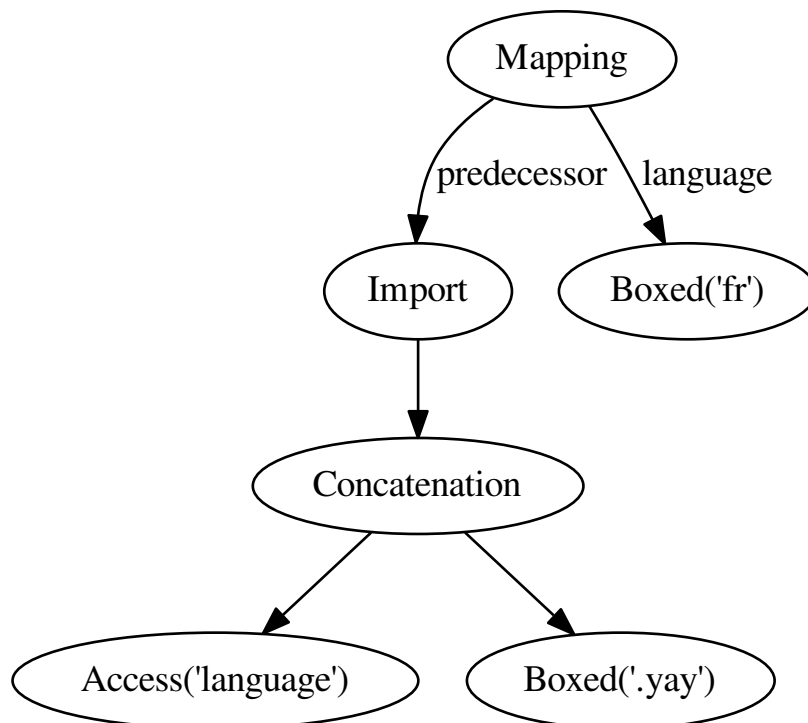 Mapping
predecessor
language
Import
Boxed('fr')
Concatenation
Access('language')
Boxed('.yay')